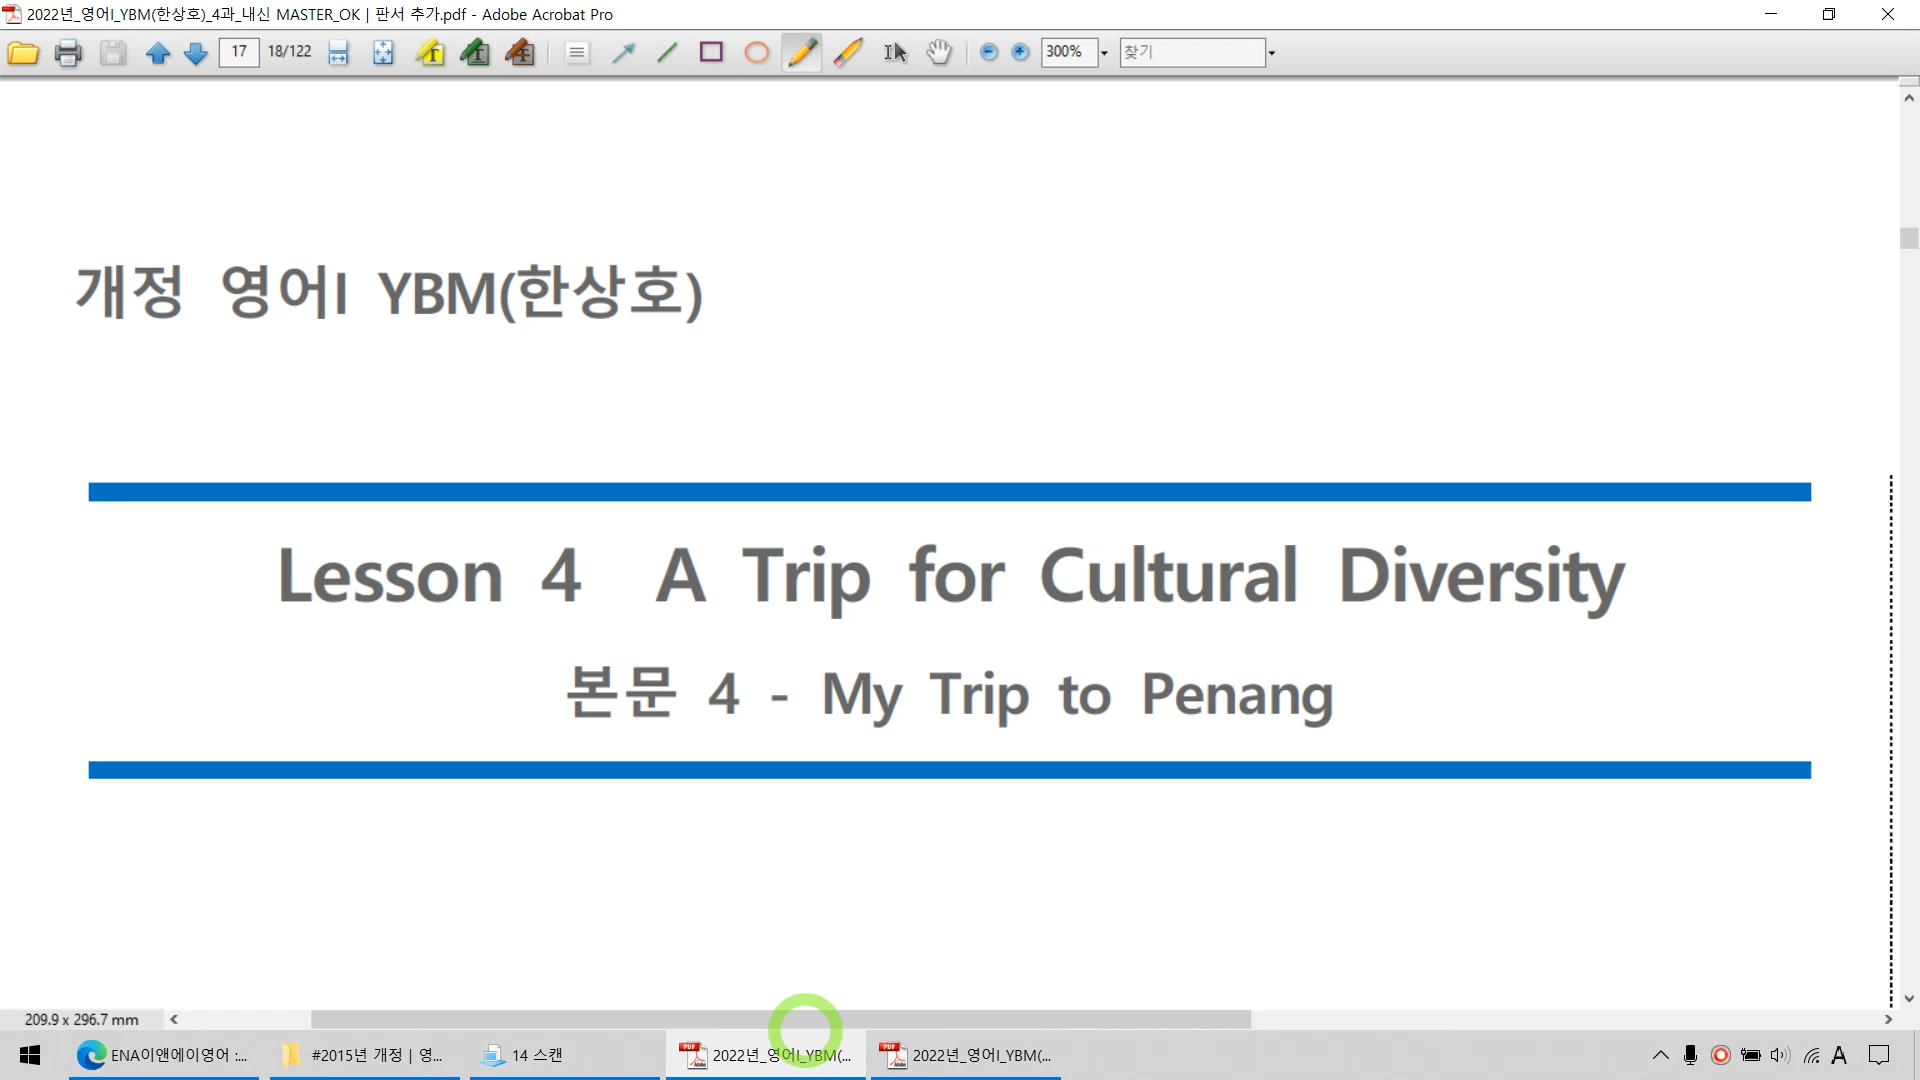 2022년_영어I_YBM(한상호)_4과_내신 MASTER_OK | 판서 추가.pdf - Adobe Acrobat Pro
17 18/122 300% 찾기
개정 영어I YBM(한상호)
Lesson 4 A Trip for Cultural Diversity
본문 4 - My Trip to Penang
209.9 x 296.7 mm
ENA이앤에이영어 :... #2015년 개정 | 영... 14 스캔 2022년_영어I_YBM(... 2022년_영어I_YBM(... A